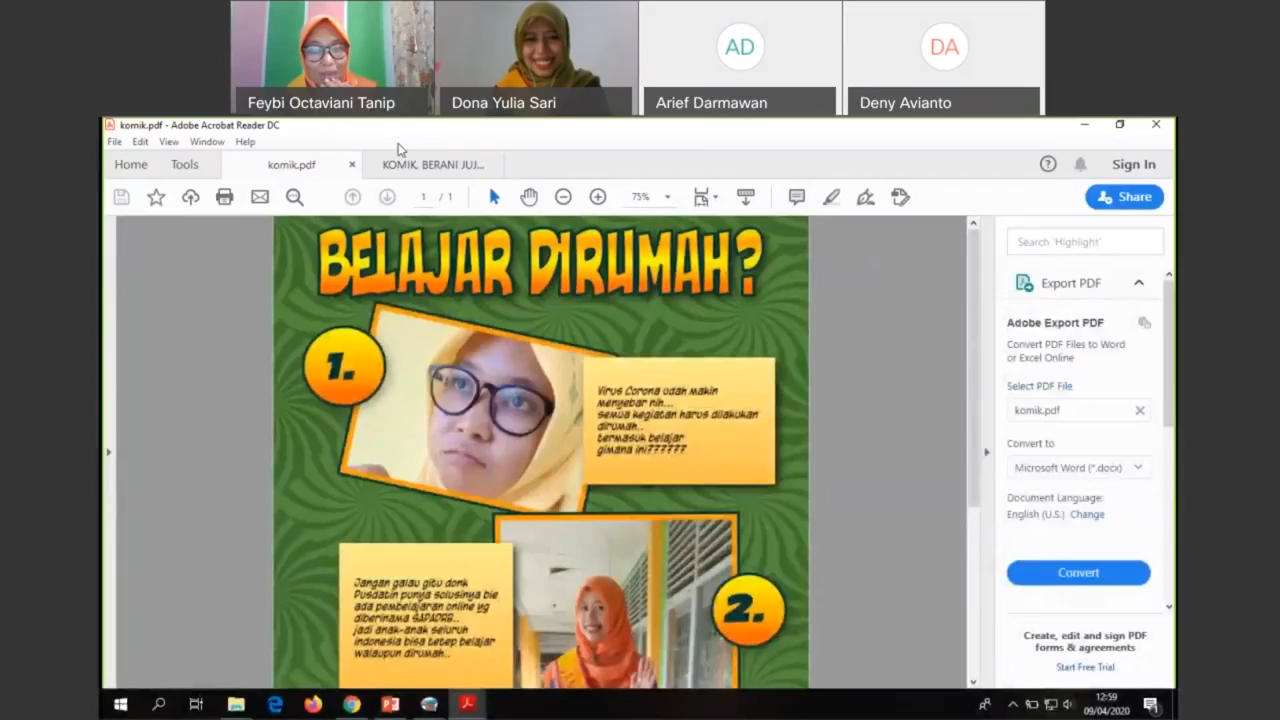 AD
DA
Feybi Octaviani Tanip
Dona Yulia Sari
Arief Darmawan
Deny Avianto
komik.pdf - Adobe Acrobat Reader DC
File Edit View Window Help
Home Tools komik.pdf KOMIK, BERANI JUJ... Sign In
1 / 1 75% Share
BELAJAR DIRUMAH?
1.
Virus Corona udah makin
menyebar nih...
semua kegiatan harus dilakukan
dirumah..
termasuk belajar
gimana ini??????
Jangan galau gitu donk
Pusdatin punya solusinya bie
ada pembelajaran online yg
diberinama SAPADRB..
jadi anak-anak seluruh
indonesia bisa tetep belajar
walaupun dirumah..
2.
Search 'Highlight'
Export PDF
Adobe Export PDF
Convert PDF Files to Word
or Excel Online
Select PDF File
komik.pdf
Convert to
Microsoft Word (*.docx)
Document Language:
English (U.S.) Change
Convert
Create, edit and sign PDF
forms & agreements
Start Free Trial
12:59
09/04/2020